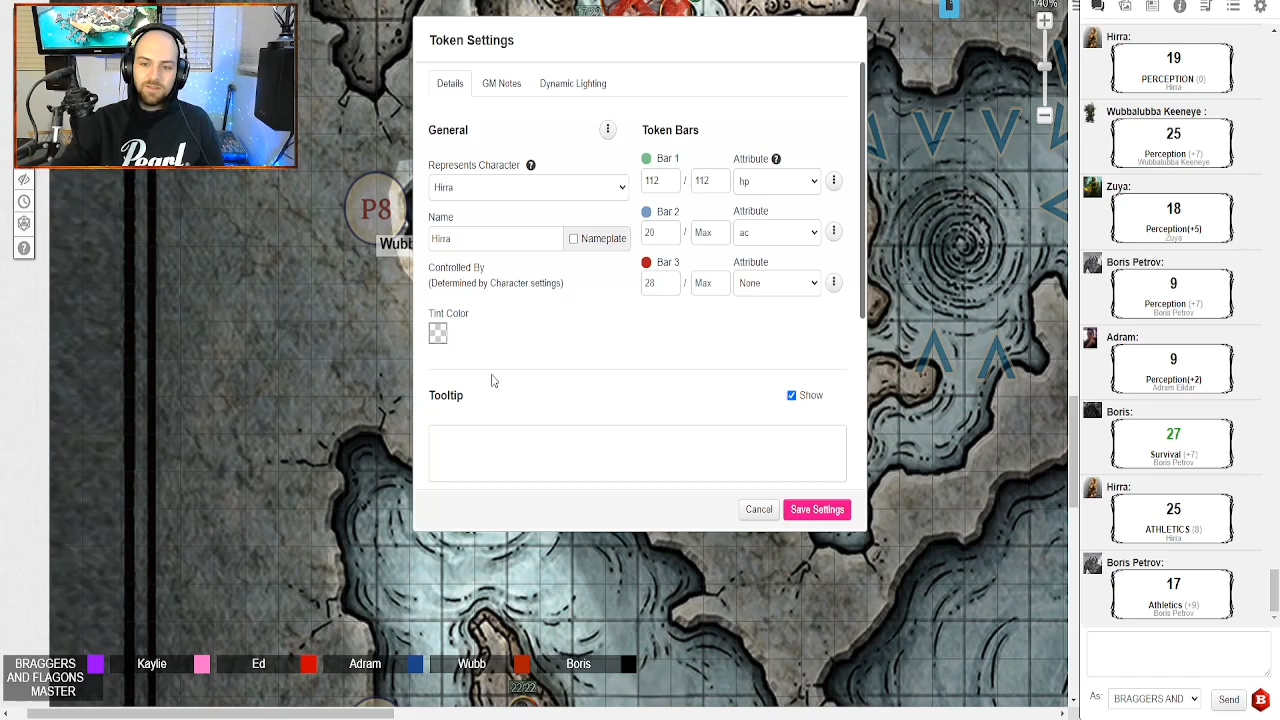 Token Settings
Details GM Notes Dynamic Lighting
General
Represents Character ?
Hirra
Name
Hirra Nameplate
Controlled By
(Determined by Character settings)
Tint Color
Token Bars
Bar 1 Attribute ?
112 / 112 hp
Bar 2 Attribute
20 / Max ac
Bar 3 Attribute
28 / Max None
Tooltip Show
Cancel Save Settings
Pearl
P8
Wubb
140%
Hirra:
19
PERCEPTION (0)
Hirra
Wubbalubba Keeneye :
25
Perception (+7)
Wubbalubba Keeneye
Zuya:
18
Perception(+5)
Zuya
Boris Petrov:
9
Perception (+7)
Boris Petrov
Adram:
9
Perception(+2)
Adram Eildar
Boris:
27
Survival (+7)
Boris Petrov
Hirra:
25
ATHLETICS (8)
Hirra
Boris Petrov:
17
Athletics (+9)
Boris Petrov
As: BRAGGERS AND Send
BRAGGERS
AND FLAGONS
MASTER
Kaylie Ed Adram Wubb Boris
22/22